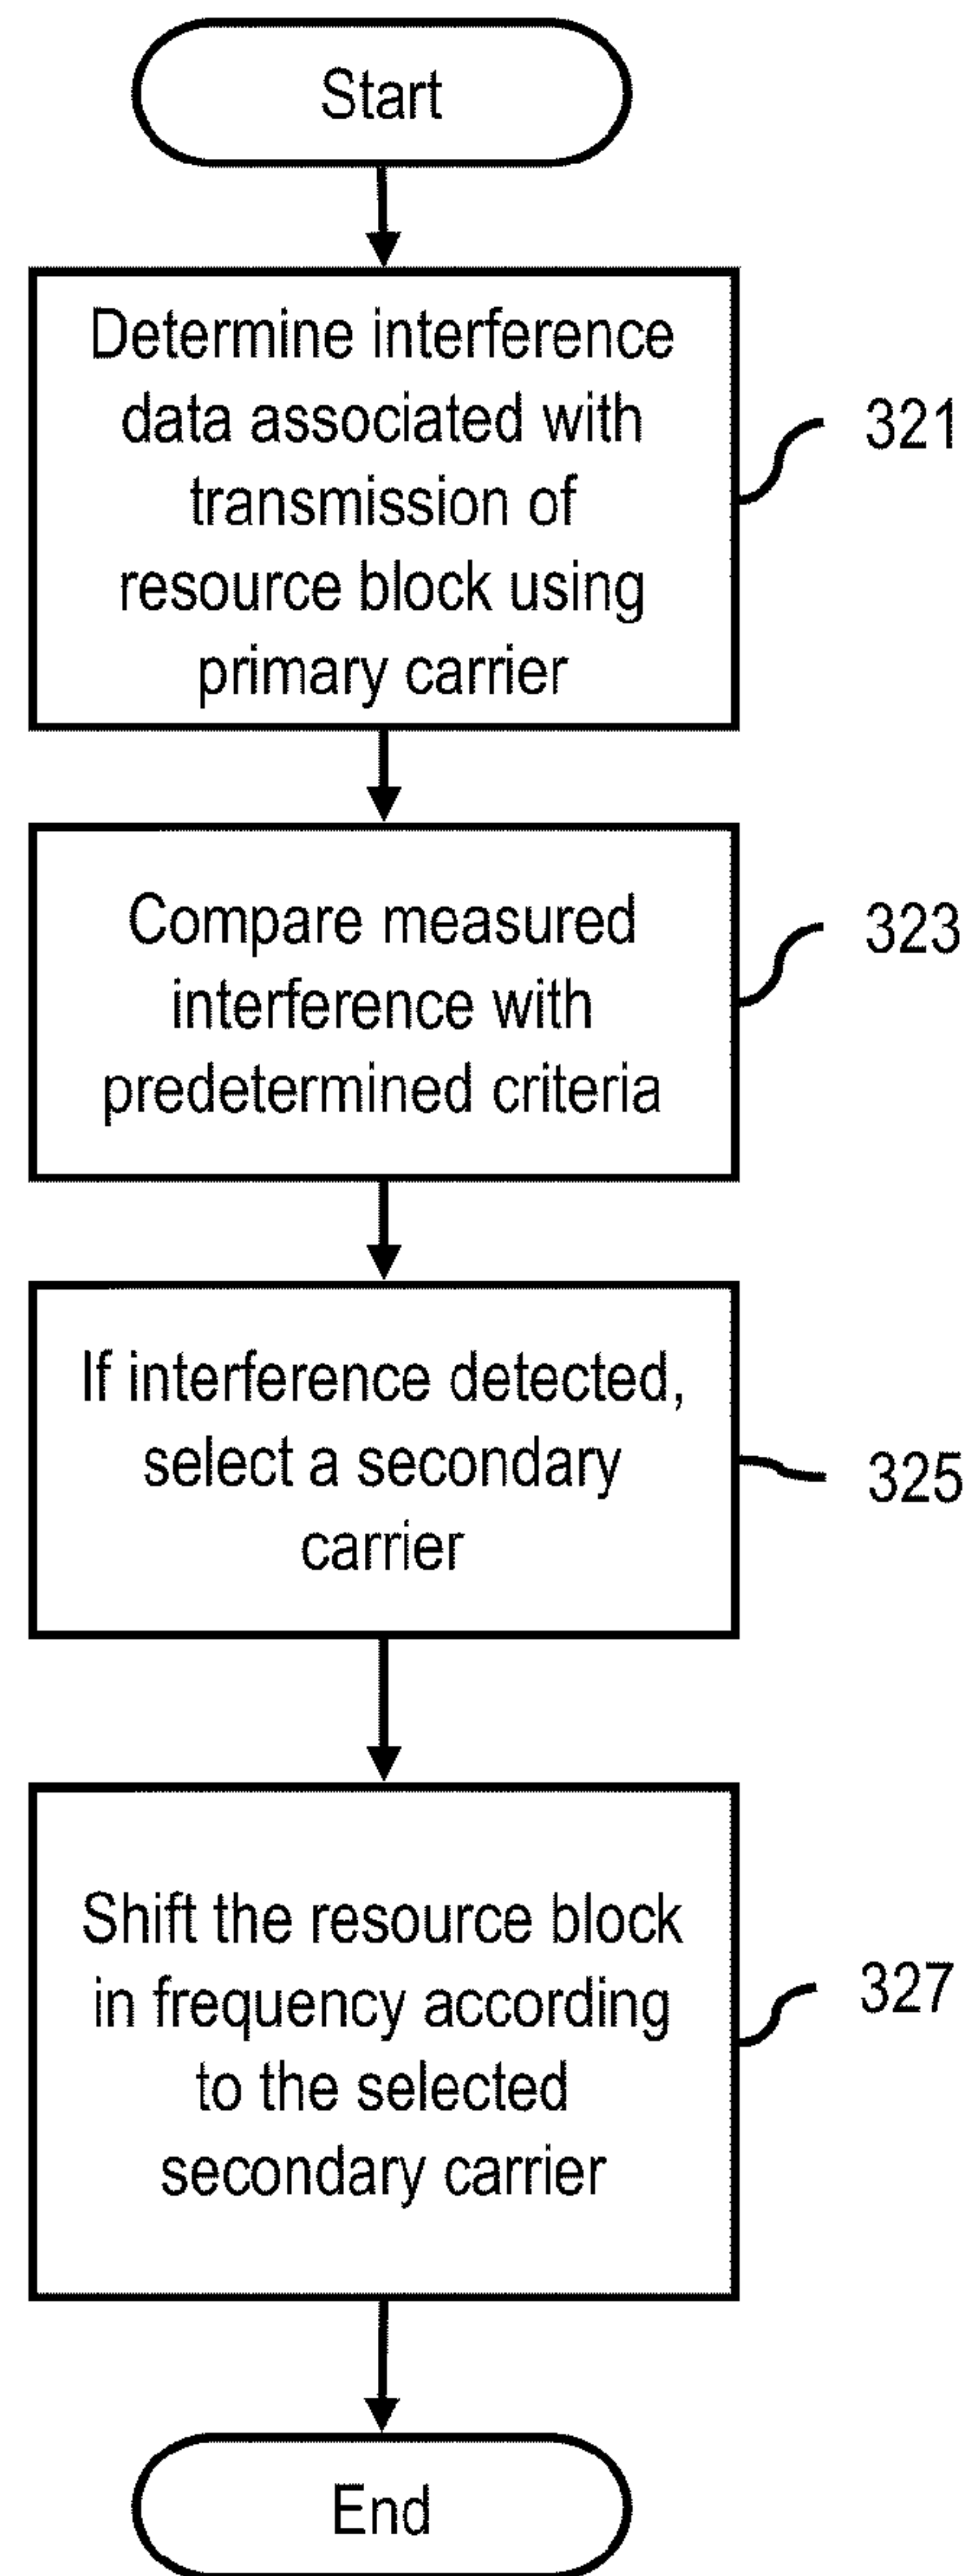 Start
Determine interference
data associated with
transmission of
resource block using
primary carrier
321
Compare measured
interference with
predetermined criteria
323
If interference detected,
select a secondary
carrier
325
Shift the resource block
in frequency according
to the selected
secondary carrier
327
End